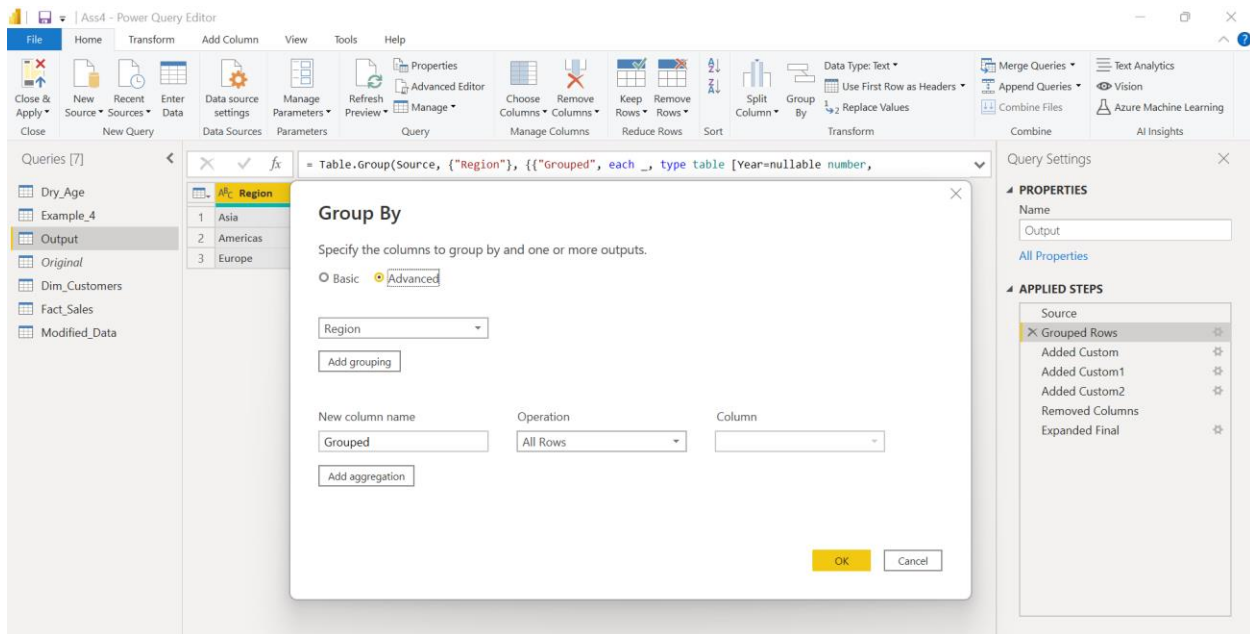 Ass4 - Power Query Editor
File Home Transform Add Column View Tools Help
Close & Apply
New Source
Recent Sources
Enter Data
Data source settings
Manage Parameters
Refresh Preview
Properties
Advanced Editor
Manage
Choose Columns
Remove Columns
Keep Rows
Remove Rows
Split Column
Group By
Data Type: Text
Use First Row as Headers
Replace Values
Merge Queries
Append Queries
Combine Files
Text Analytics
Vision
Azure Machine Learning
Close New Query Data Sources Parameters Query Manage Columns Reduce Rows Sort Transform Combine AI Insights
Queries [7]
Dry_Age
Example_4
Output
Original
Dim_Customers
Fact_Sales
Modified_Data
fx = Table.Group(Source, {"Region"}, {{"Grouped", each _, type table [Year=nullable number,
ABC Region
1 Asia
2 Americas
3 Europe
Group By
Specify the columns to group by and one or more outputs.
Basic Advanced
Region
Add grouping
New column name Operation Column
Grouped All Rows
Add aggregation
OK Cancel
Query Settings
PROPERTIES
Name
Output
All Properties
APPLIED STEPS
Source
Grouped Rows
Added Custom
Added Custom1
Added Custom2
Removed Columns
Expanded Final